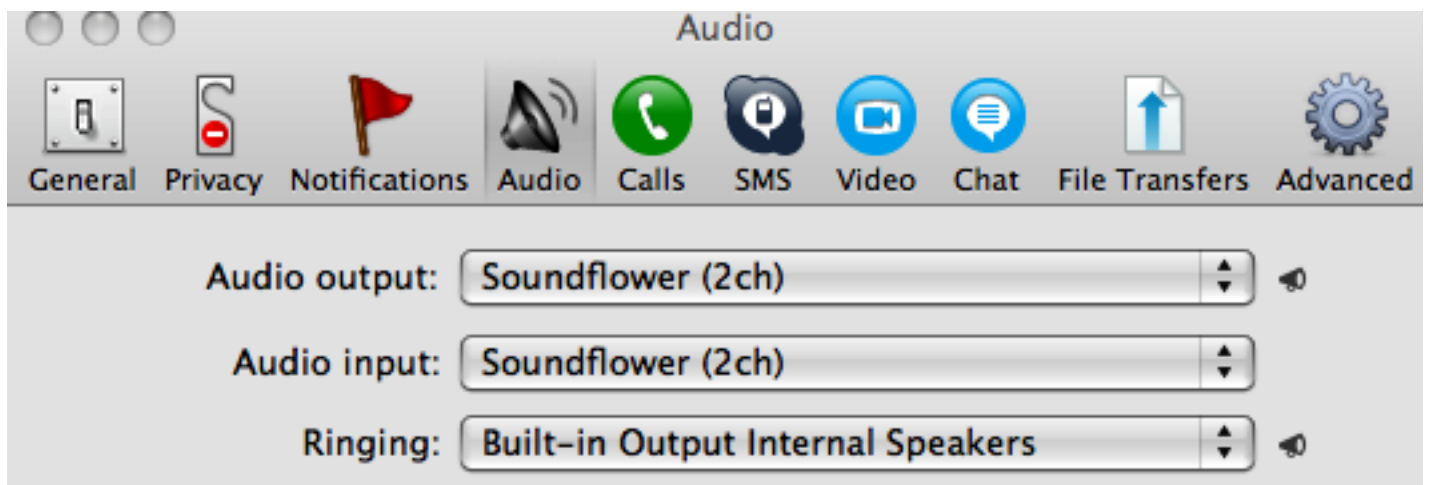 Audio
General Privacy Notifications Audio Calls SMS Video Chat File Transfers Advanced
Audio output: Soundflower (2ch)
Audio input: Soundflower (2ch)
Ringing: Built-in Output Internal Speakers